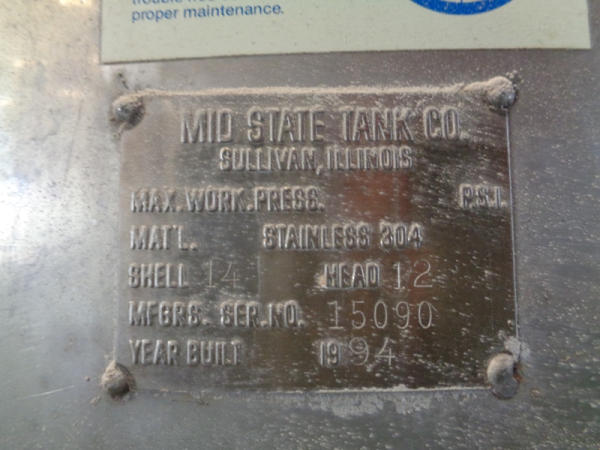 proper maintenance.
MID STATE TANK CO.
SULLIVAN, ILLINOIS
MAX. WORK. PRESS. P.S.I.
MAT'L. STAINLESS 304
SHELL 14 HEAD 12
MFGRS. SER. NO. 15090
YEAR BUILT 1994